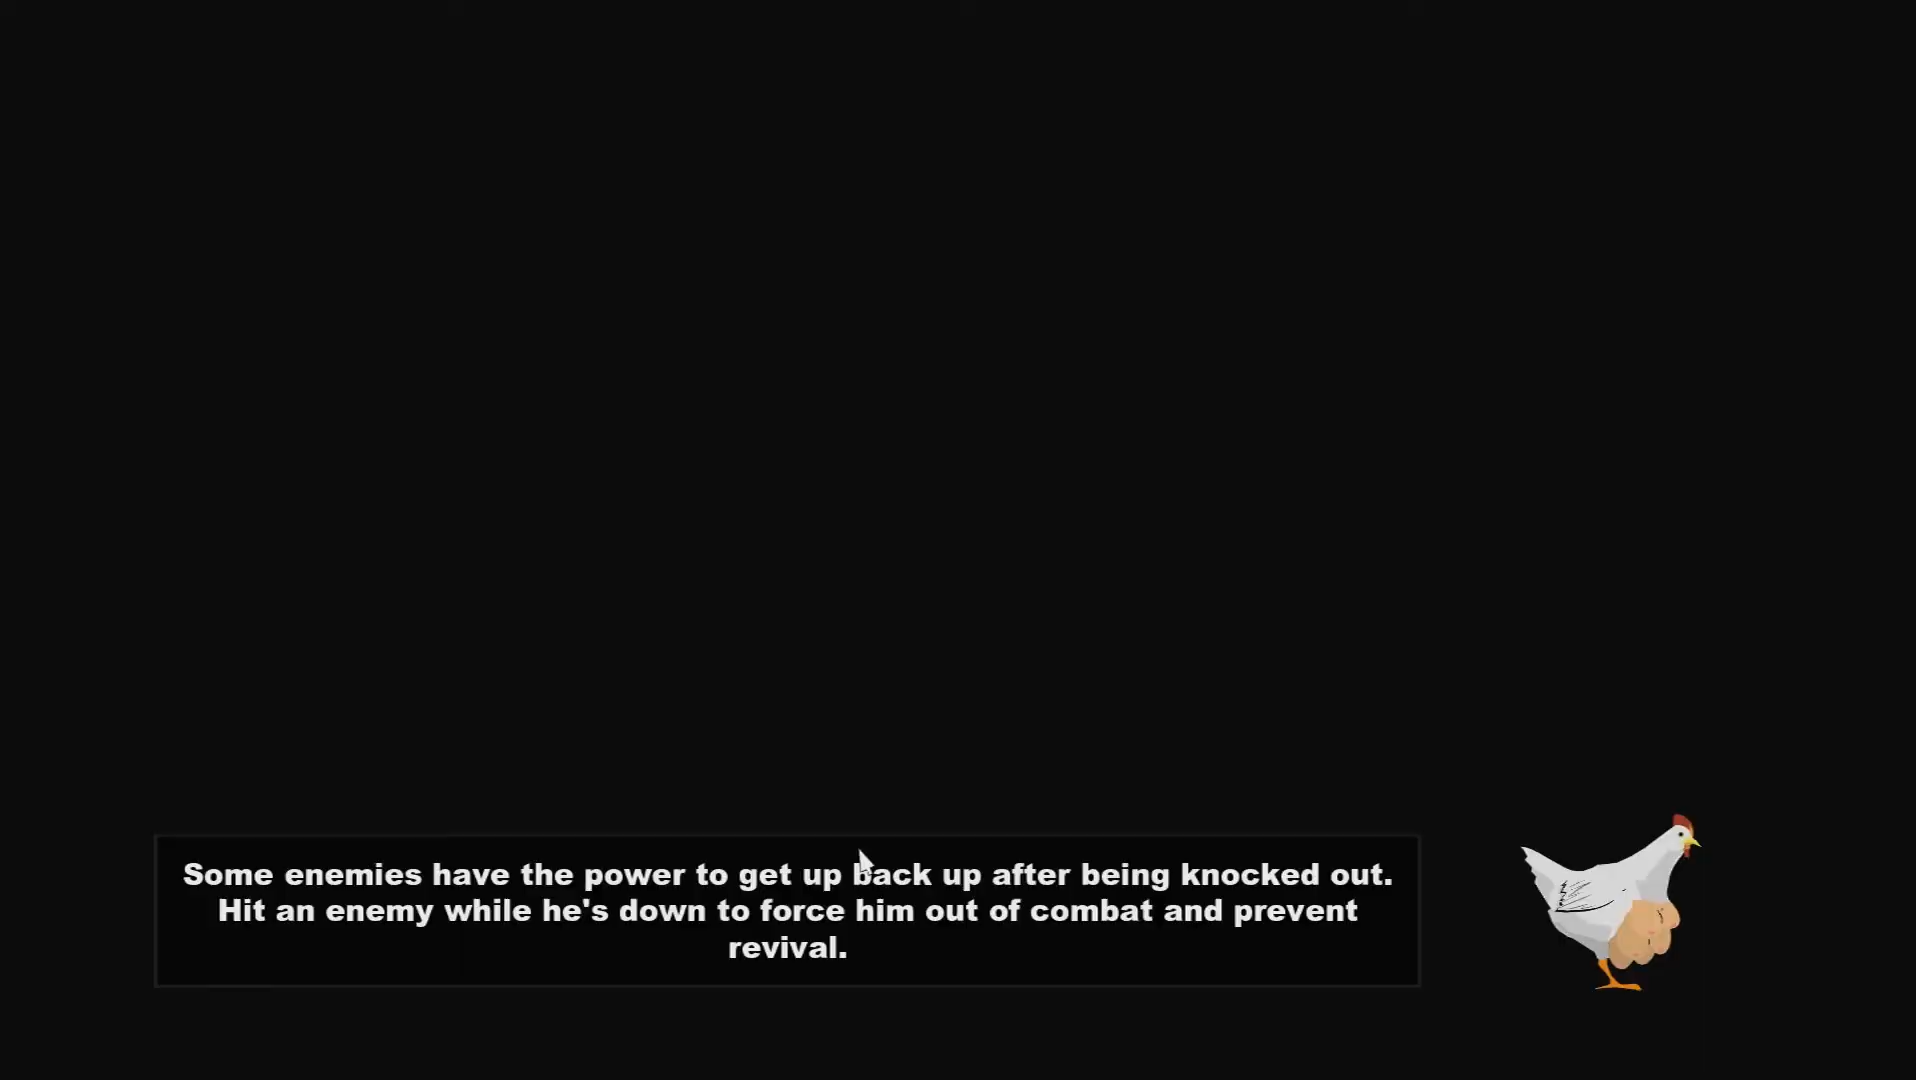 Some enemies have the power to get up back up after being knocked out.
Hit an enemy while he's down to force him out of combat and prevent
revival.